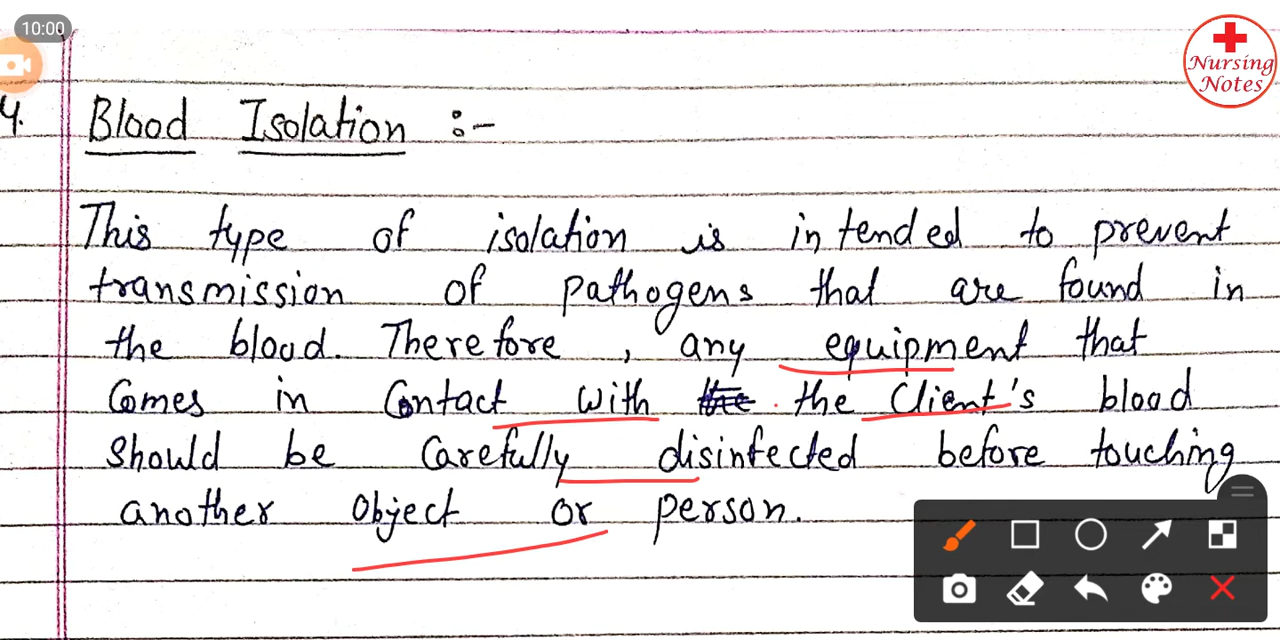 10:00
Nursing
Notes
4. Blood Isolation :-
This type of isolation is intended to prevent
transmission of pathogens that are found in
the blood. Therefore, any equipment that
Comes in Contact with the the Client's blood
should be carefully disinfected before touching
another object or person.